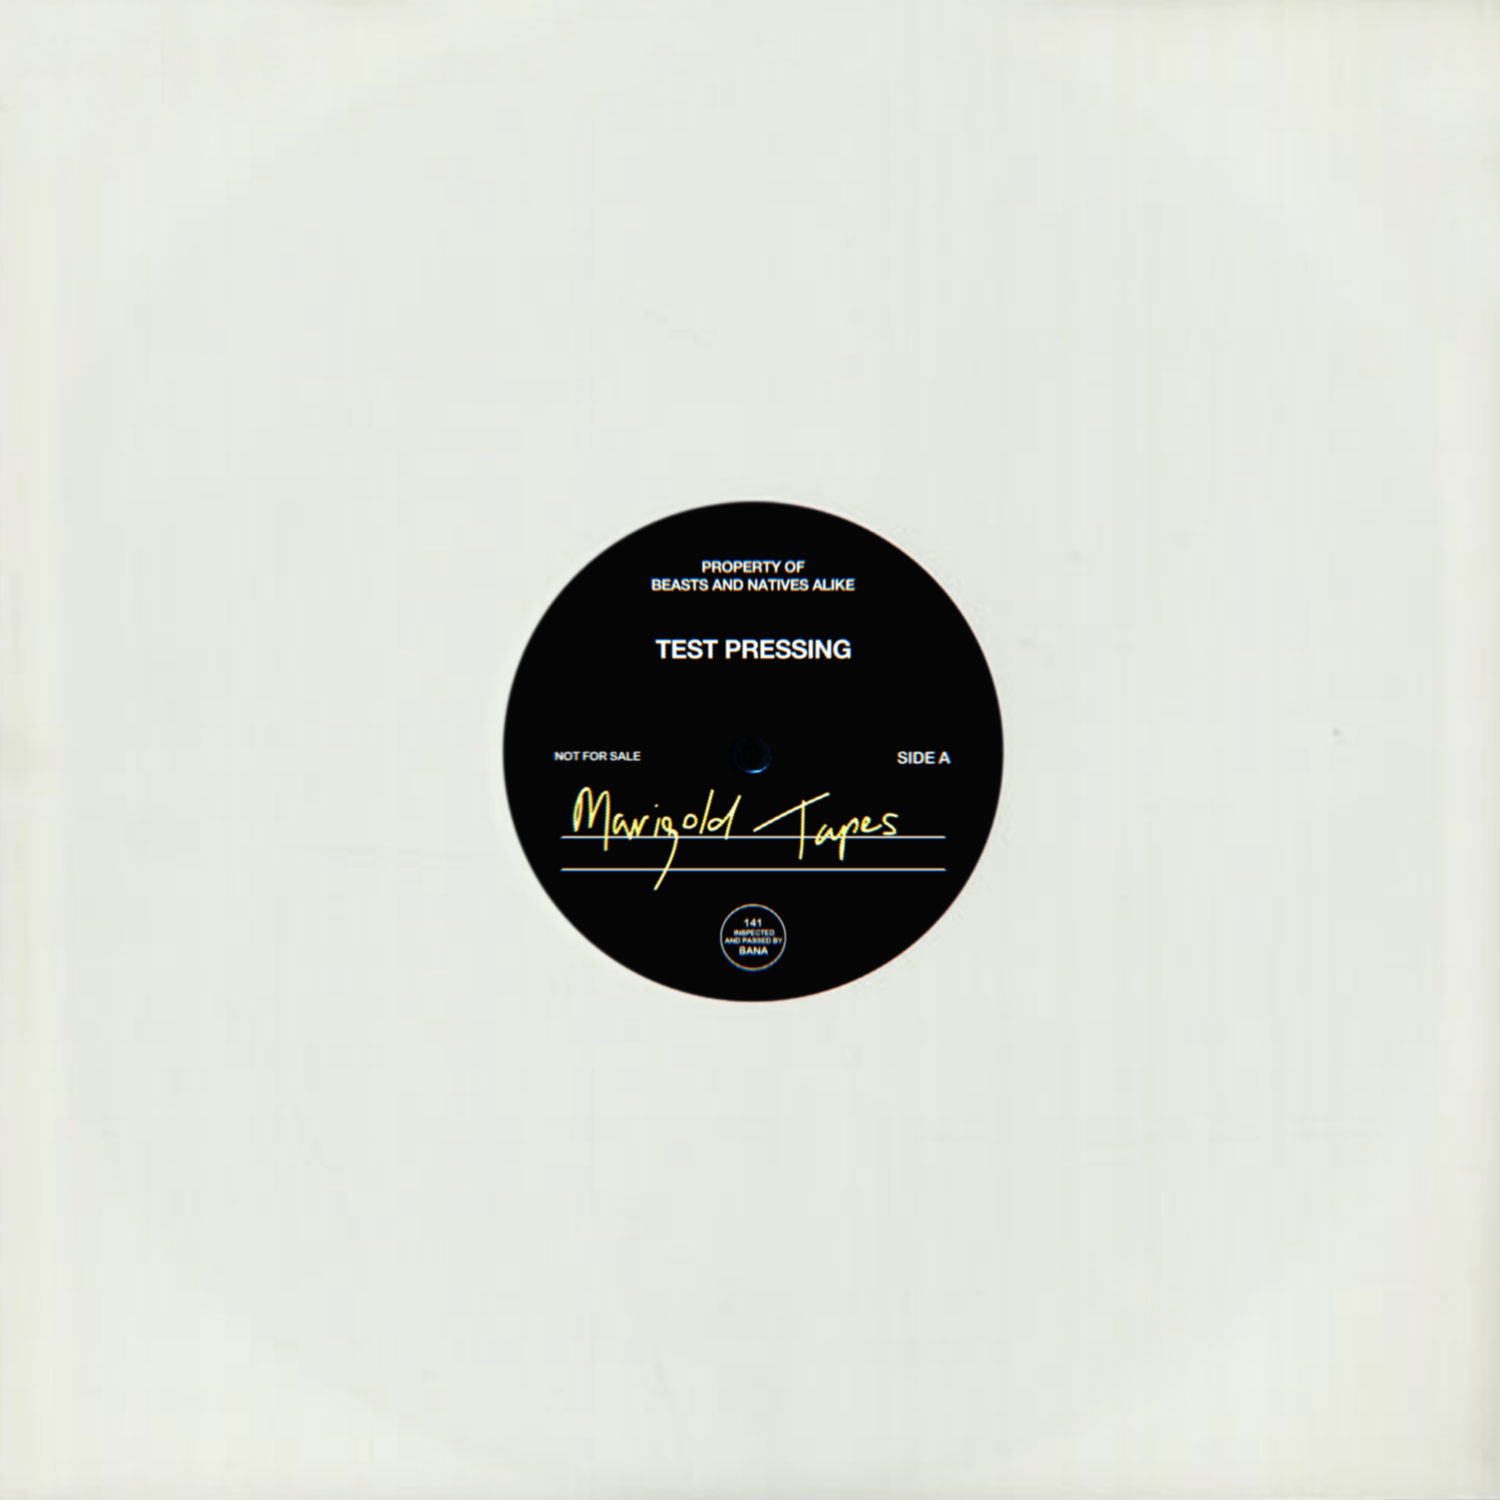 PROPERTY OF
BEASTS AND NATIVES ALIKE
TEST PRESSING
NOT FOR SALE
SIDE A
Marigold Tapes
141
INSPECTED
AND PASSED BY
BANA